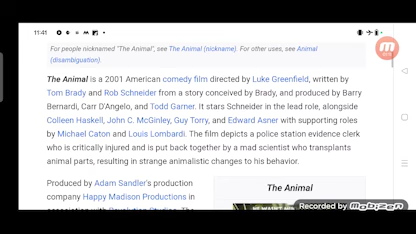 11:41
For people nicknamed "The Animal", see The Animal (nickname). For other uses, see Animal
(disambiguation).
The Animal is a 2001 American comedy film directed by Luke Greenfield, written by
Tom Brady and Rob Schneider from a story conceived by Brady, and produced by Barry
Bernardi, Carr D'Angelo, and Todd Garner. It stars Schneider in the lead role, alongside
Colleen Haskell, John C. McGinley, Guy Torry, and Edward Asner with supporting roles
by Michael Caton and Louis Lombardi. The film depicts a police station evidence clerk
who is critically injured and is put back together by a mad scientist who transplants
animal parts, resulting in strange animalistic changes to his behavior.
Produced by Adam Sandler's production
company Happy Madison Productions in
association with Revolution Studios. The
The Animal
Recorded by MOBIZEN